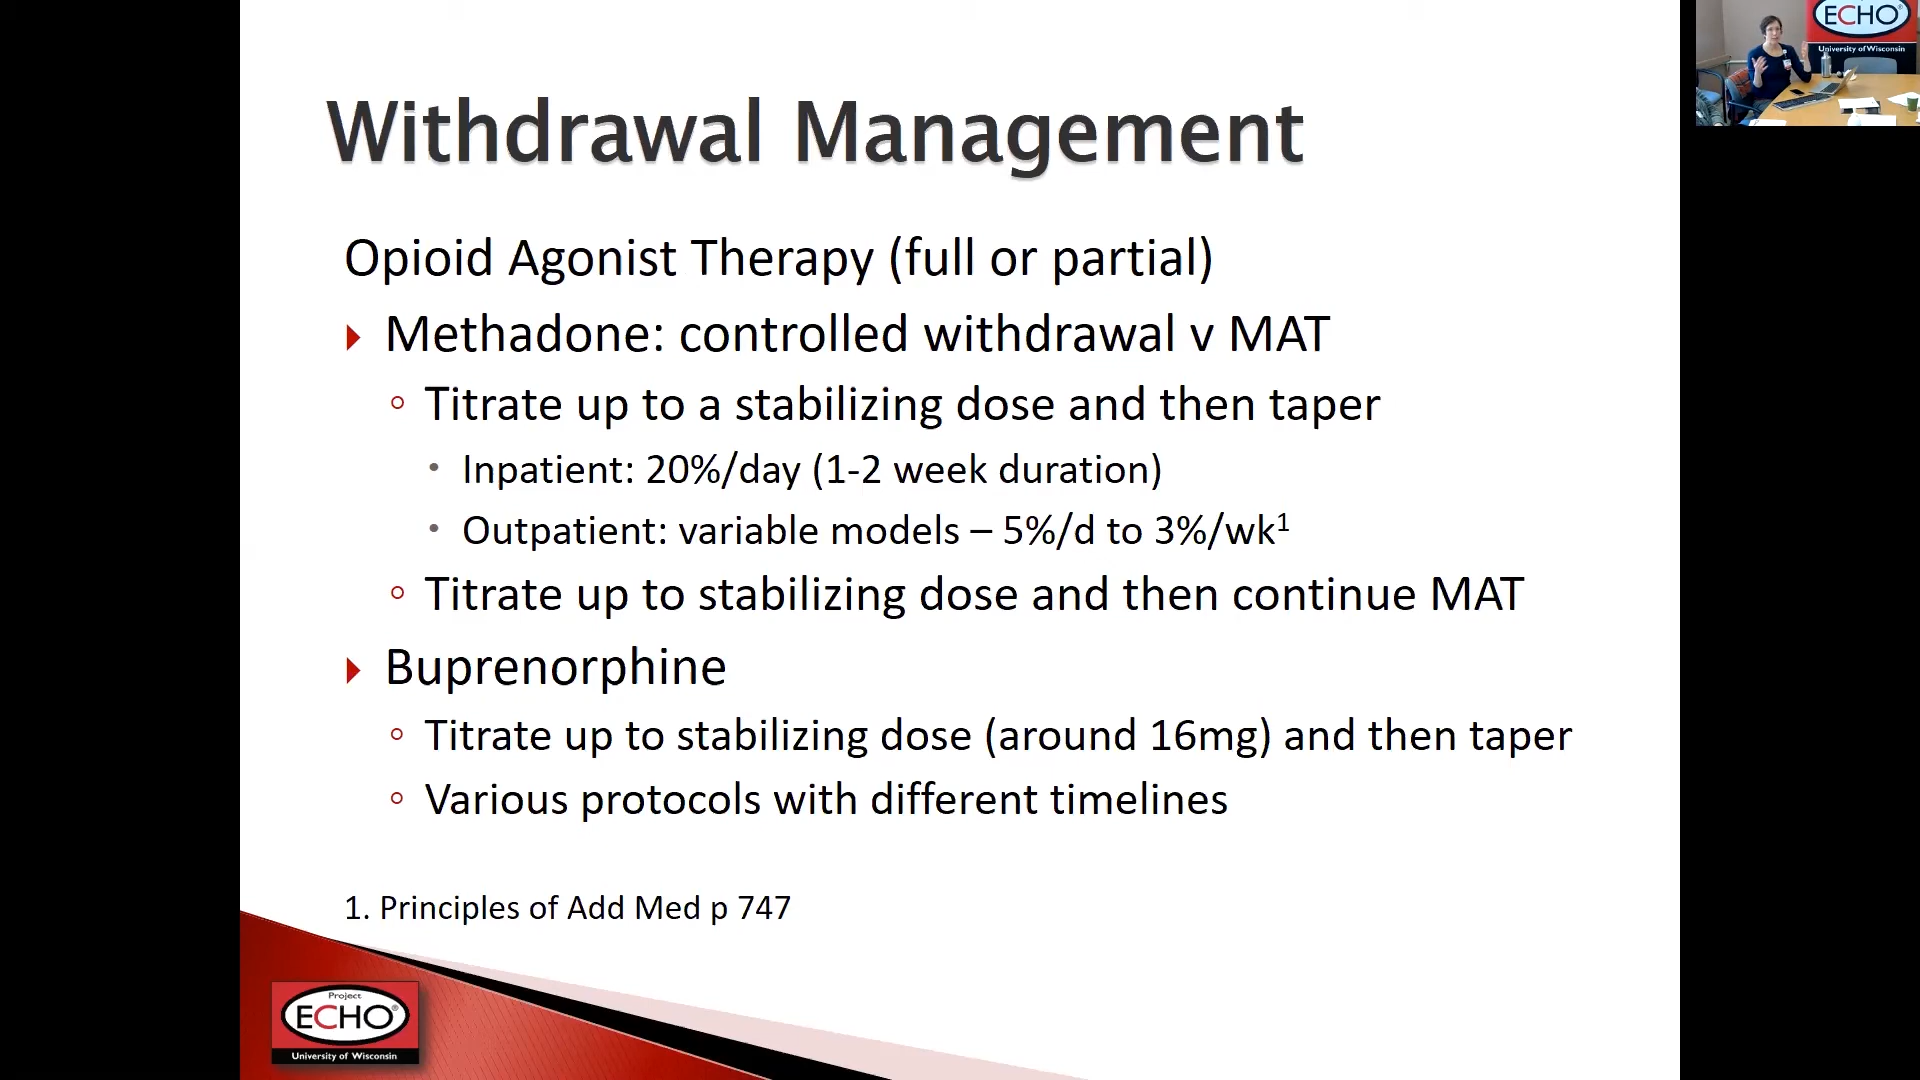 Withdrawal Management
Opioid Agonist Therapy (full or partial)
Methadone: controlled withdrawal v MAT
Titrate up to a stabilizing dose and then taper
Inpatient: 20%/day (1-2 week duration)
Outpatient: variable models – 5%/d to 3%/wk¹
Titrate up to stabilizing dose and then continue MAT
Buprenorphine
Titrate up to stabilizing dose (around 16mg) and then taper
Various protocols with different timelines
1. Principles of Add Med p 747
Project
ECHO®
University of Wisconsin
ECHO®
University of Wisconsin